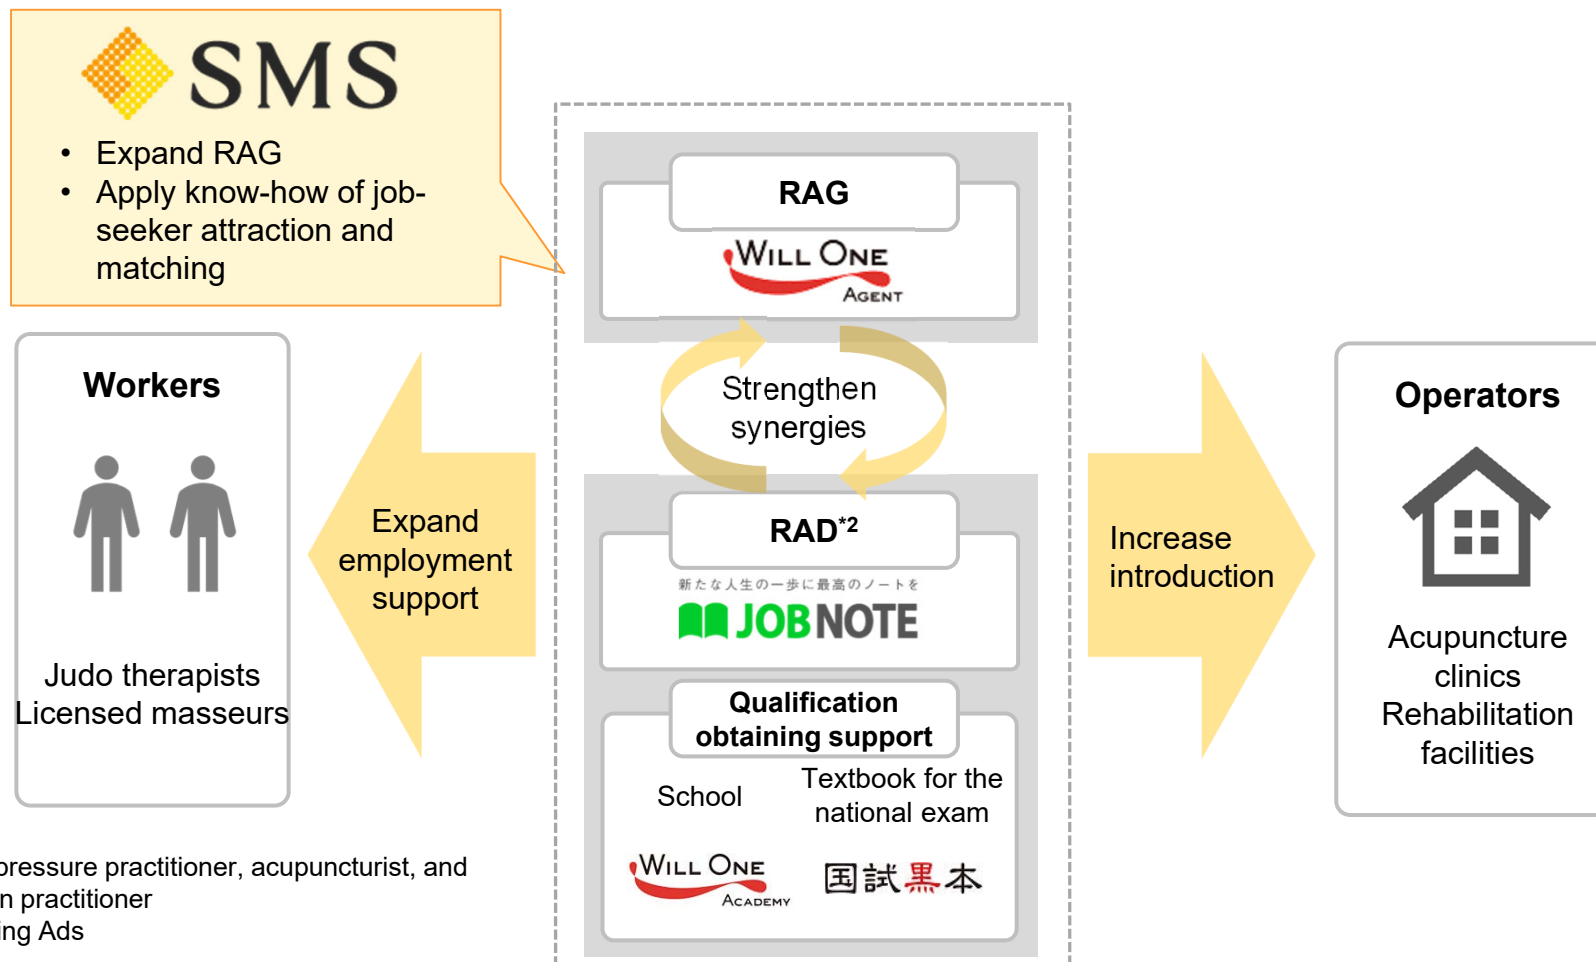 SMS
• Expand RAG
• Apply know-how of job-
seeker attraction and
matching
RAG
WILL ONE
AGENT
Strengthen
synergies
Workers
Judo therapists
Licensed masseurs
Expand
employment
support
RAD*2
新たな人生の一歩に最高のノートを
JOB NOTE
Qualification
obtaining support
School
Textbook for the
national exam
WILL ONE
ACADEMY
国試黒本
Increase
introduction
Operators
Acupuncture
clinics
Rehabilitation
facilities
pressure practitioner, acupuncturist, and
n practitioner
ing Ads